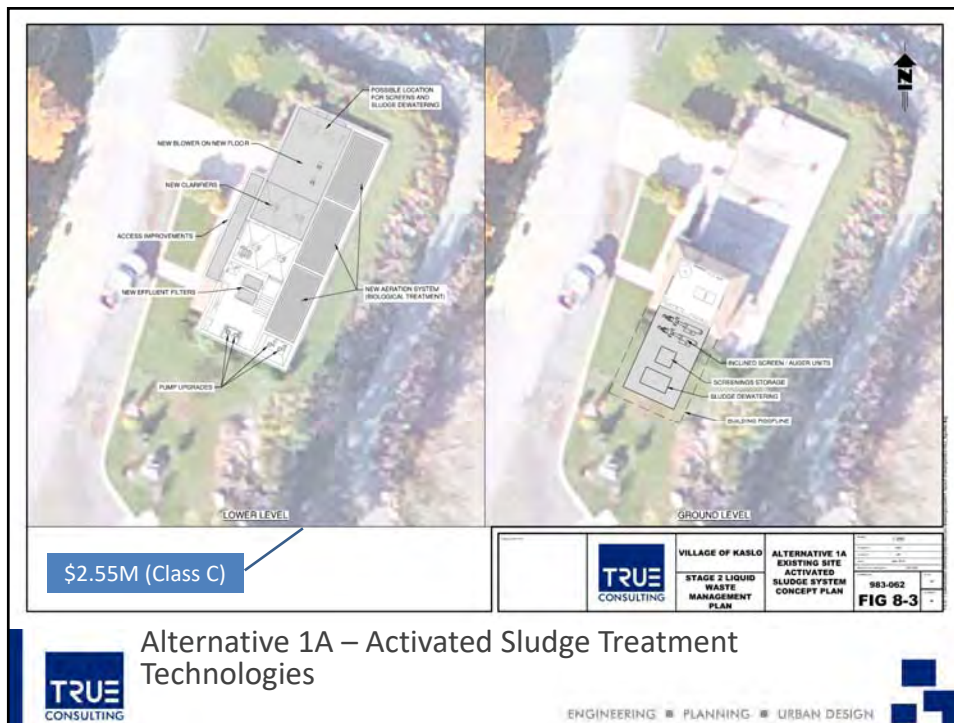 POSSIBLE LOCATION
FOR SCREENS AND
SLUDGE DEWATERING
NEW BLOWER ON NEW FLOOR
NEW CLARIFIERS
ACCESS IMPROVEMENTS
NEW EFFLUENT FILTERS
NEW AERATION SYSTEM
(BIOLOGICAL TREATMENT)
PUMP UPGRADES
LOWER LEVEL
N
INCLINED SCREEN / AUGER UNITS
SCREENINGS STORAGE
SLUDGE DEWATERING
BUILDING ROOFLINE
GROUND LEVEL
$2.55M (Class C)
TRUE
CONSULTING
VILLAGE OF KASLO
STAGE 2 LIQUID
WASTE
MANAGEMENT
PLAN
ALTERNATIVE 1A
EXISTING SITE
ACTIVATED
SLUDGE SYSTEM
CONCEPT PLAN
983-062
FIG 8-3
Alternative 1A – Activated Sludge Treatment
Technologies
TRUE
CONSULTING
ENGINEERING ■ PLANNING ■ URBAN DESIGN